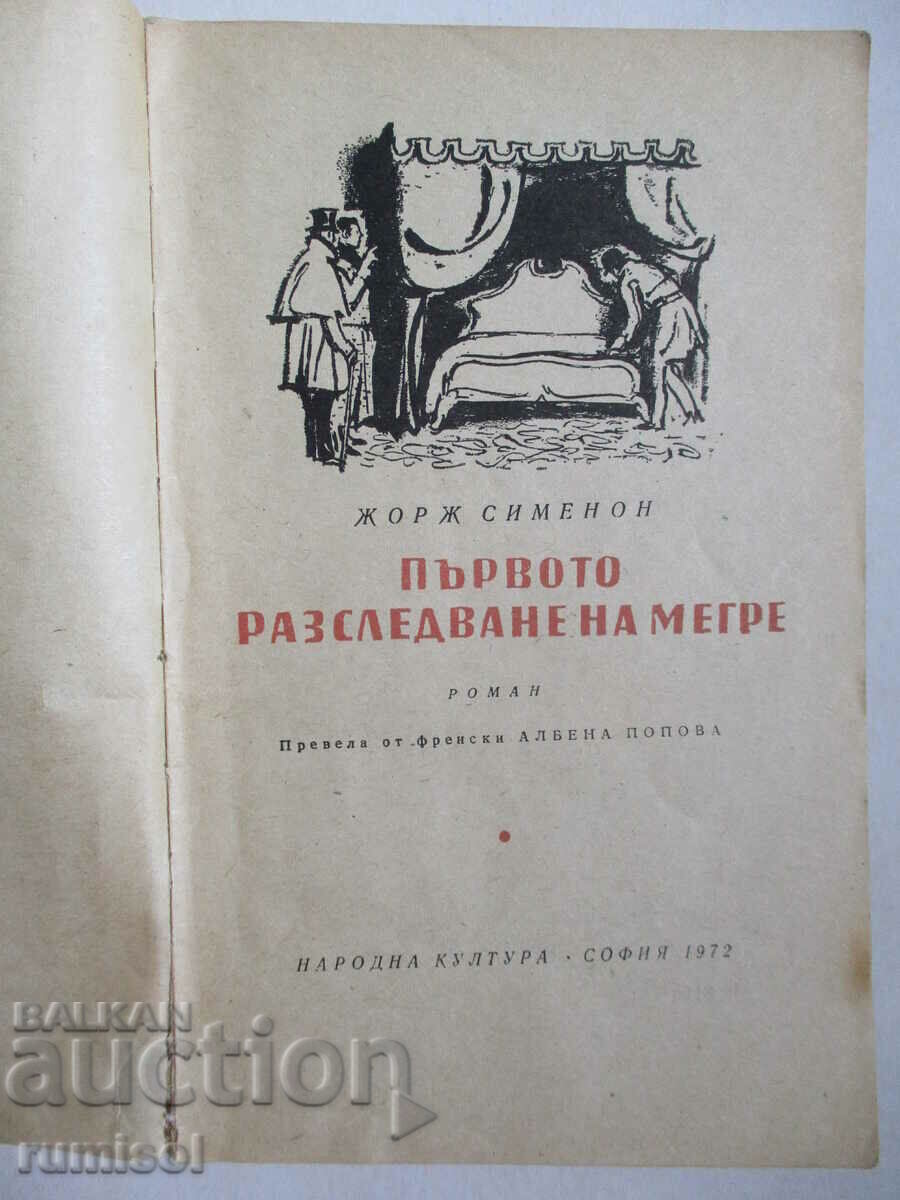 ЖОРЖ СИМЕНОН
ПЪРВОТО
РАЗСЛЕДВАНЕ НА МЕГРЕ
РОМАН
Превела от френски АЛБЕНА ПОПОВА
НАРОДНА КУЛТУРА · СОФИЯ 1972
BALKAN
auction
rumisol